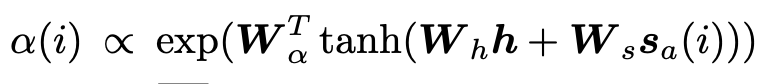 α(i) ∝ exp(W_α^T tanh(W_h h + W_s s_a(i)))